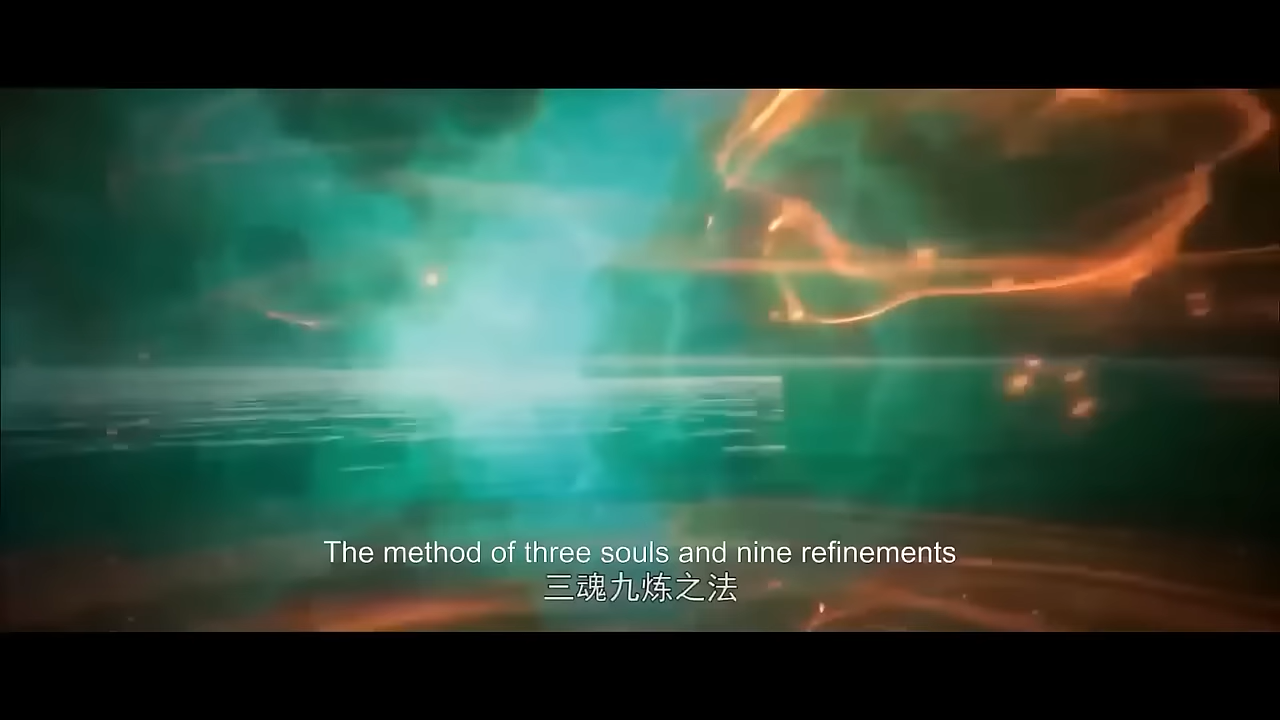 The method of three souls and nine refinements
三魂九炼之法